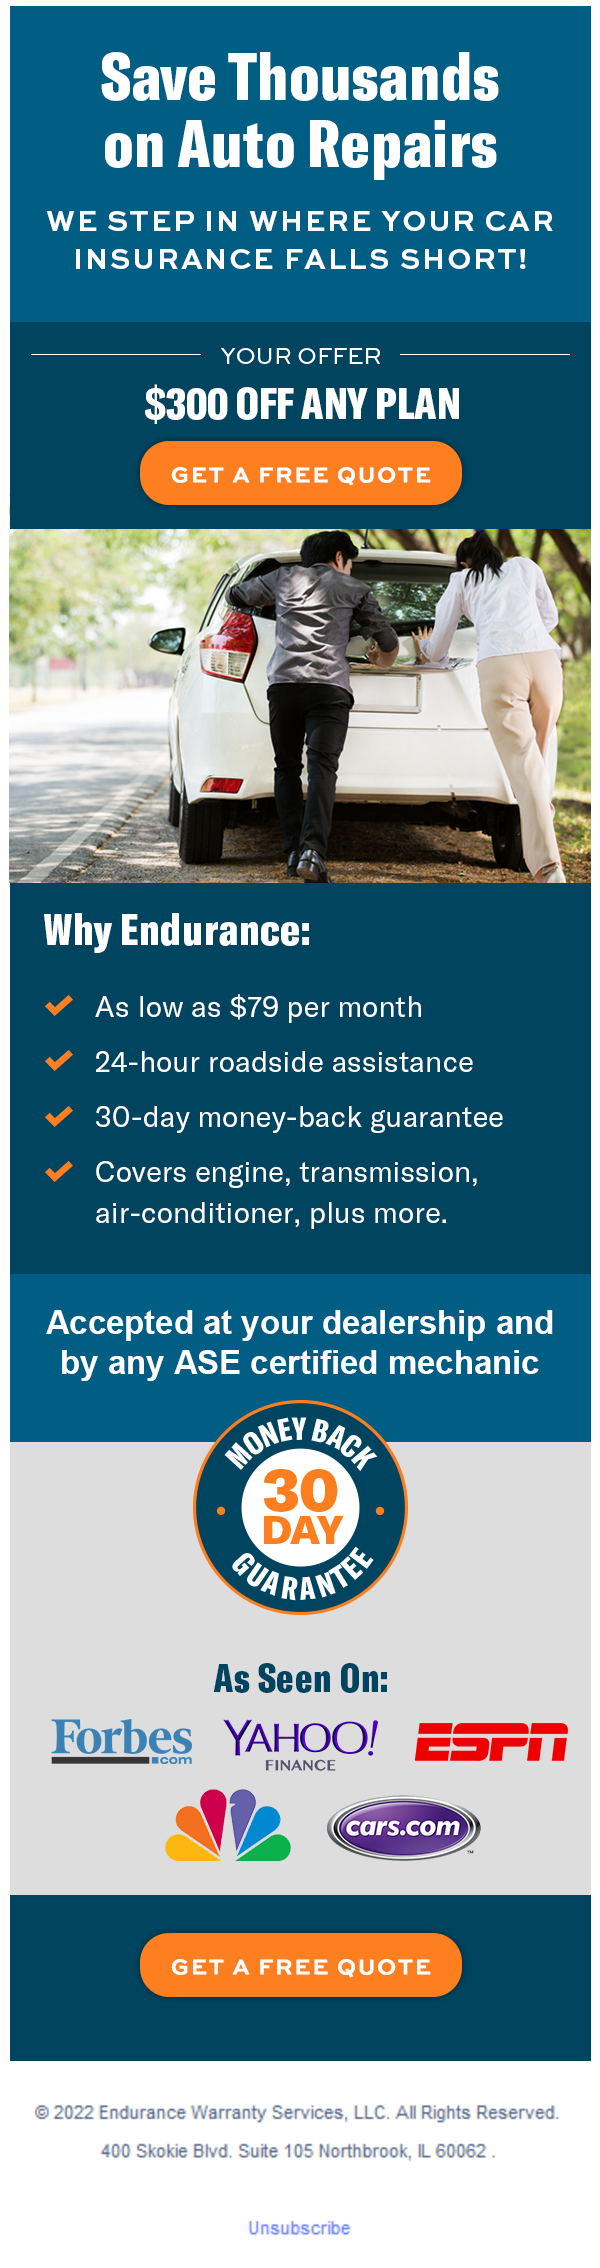 Save Thousands
on Auto Repairs
WE STEP IN WHERE YOUR CAR
INSURANCE FALLS SHORT!
YOUR OFFER
$300 OFF ANY PLAN
GET A FREE QUOTE
Why Endurance:
As low as $79 per month
24-hour roadside assistance
30-day money-back guarantee
Covers engine, transmission,
air-conditioner, plus more.
Accepted at your dealership and
by any ASE certified mechanic
MONEY BACK
30
DAY
GUARANTEE
As Seen On:
Forbes
.com
YAHOO!
FINANCE
ESPN
cars.com™
GET A FREE QUOTE
© 2022 Endurance Warranty Services, LLC. All Rights Reserved.
400 Skokie Blvd. Suite 105 Northbrook, IL 60062 .
Unsubscribe